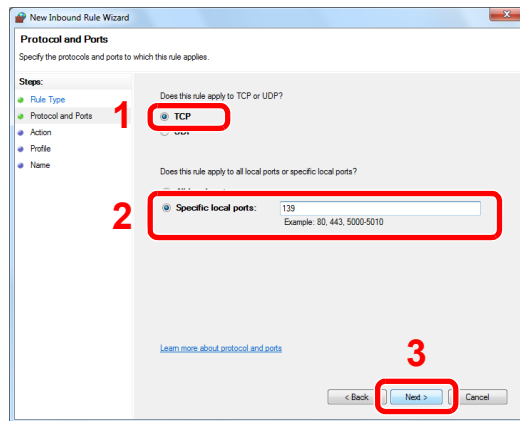 New Inbound Rule Wizard
Protocol and Ports
Specify the protocols and ports to which this rule applies.
Steps:
Rule Type
Protocol and Ports
Action
Profile
Name
Does this rule apply to TCP or UDP?
1
TCP
Does this rule apply to all local ports or specific local ports?
2
Specific local ports:
139
Example: 80, 443, 5000-5010
Learn more about protocol and ports
3
< Back
Next >
Cancel